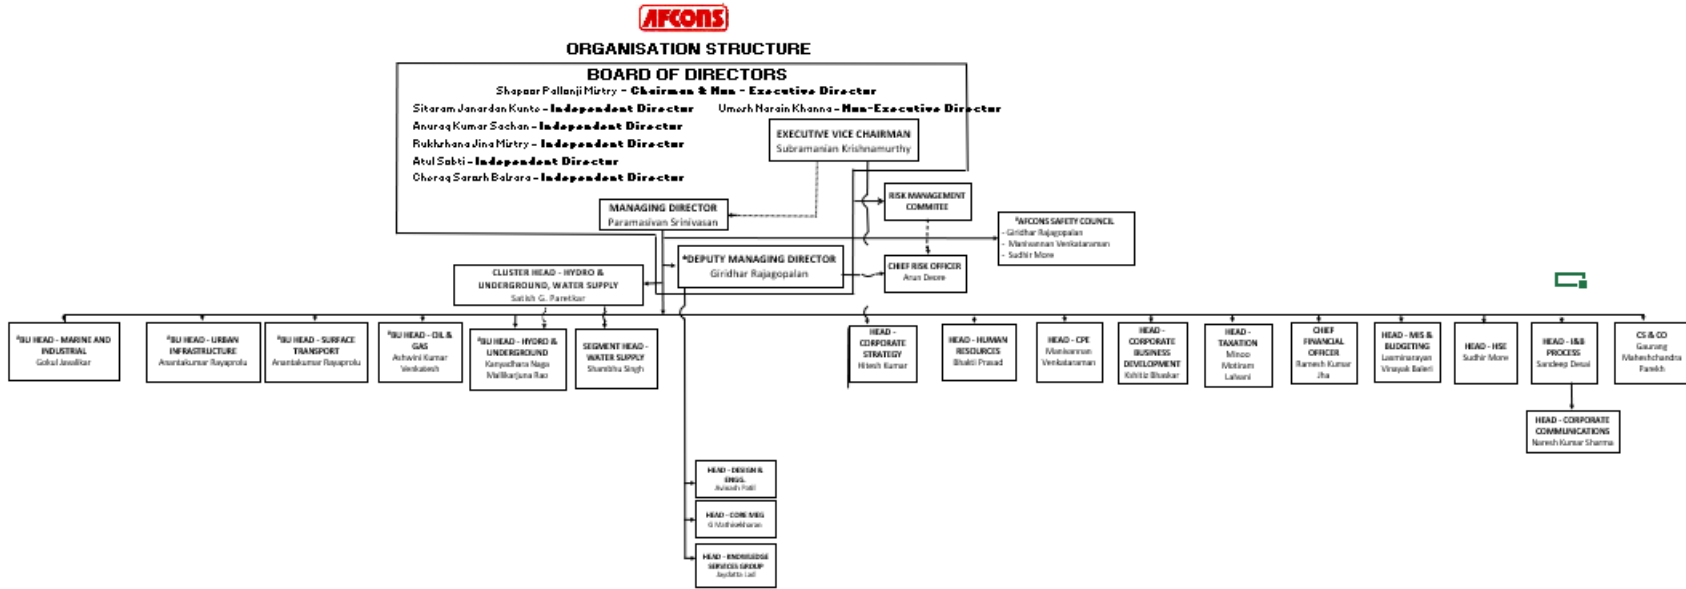 AFCONS
ORGANISATION STRUCTURE
BOARD OF DIRECTORS
Shapoor Pallonji Mistry - Chairman & Non - Executive Director
Sitaram Janardan Kunte - Independent Director
Umesh Narain Khanna - Non-Executive Director
Anurag Kumar Sachan - Independent Director
Rukhshana Jina Mistry - Independent Director
Atul Sobti - Independent Director
Cherag Sarosh Balsara - Independent Director
EXECUTIVE VICE CHAIRMAN
Subramanian Krishnamurthy
MANAGING DIRECTOR
Paramasivan Srinivasan
RISK MANAGEMENT
COMMITEE
#AFCONS SAFETY COUNCIL
- Giridhar Rajagopalan
- Manivannan Venkataraman
- Sudhir More
*DEPUTY MANAGING DIRECTOR
Giridhar Rajagopalan
CHIEF RISK OFFICER
Arun Deore
CLUSTER HEAD - HYDRO &
UNDERGROUND, WATER SUPPLY
Satish G. Paretkar
BU HEAD - MARINE AND
INDUSTRIAL
Gokul Jawalikar
BU HEAD - URBAN
INFRASTRUCTURE
Anantakumar Rayaprolu
BU HEAD - SURFACE
TRANSPORT
Anantakumar Rayaprolu
BU HEAD - OIL &
GAS
Ashwini Kumar
Venkatesh
BU HEAD - HYDRO &
UNDERGROUND
Kanyadhara Naga
Mallikarjuna Rao
SEGMENT HEAD -
WATER SUPPLY
Shambhu Singh
HEAD -
CORPORATE
STRATEGY
Hitesh Kumar
HEAD - HUMAN
RESOURCES
Bhakti Prasad
HEAD - CPE
Manivannan
Venkataraman
HEAD -
CORPORATE
BUSINESS
DEVELOPMENT
Kshitiz Bhaskar
HEAD -
TAXATION
Minoo
Motiram
Lalwani
CHIEF
FINANCIAL
OFFICER
Ramesh Kumar
Jha
HEAD - MIS &
BUDGETING
Laxminarayan
Vinayak Baleri
HEAD - HSE
Sudhir More
HEAD - I&B
PROCESS
Sandeep Desai
CS & CO
Gaurang
Maheshchandra
Parekh
HEAD - CORPORATE
COMMUNICATIONS
Naresh Kumar Sharma
HEAD - DESIGN &
ENGG.
Avinash Patil
HEAD - CORE MEG
HEAD - KNOWLEDGE
SERVICES GROUP
Jaydatta Lad